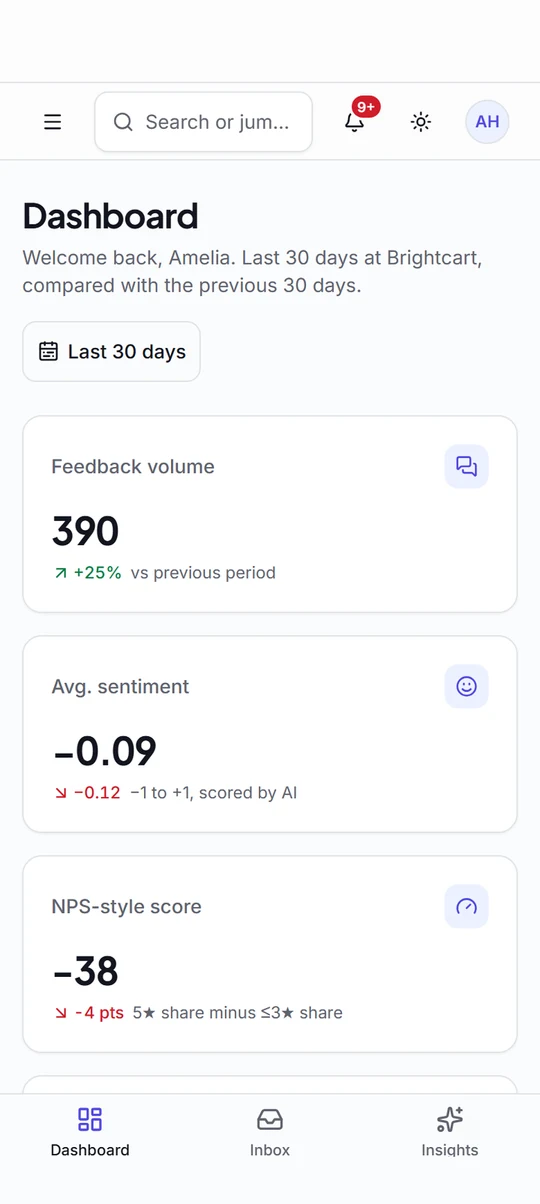 Search or jum...
9+
AH
Dashboard
Welcome back, Amelia. Last 30 days at Brightcart,
compared with the previous 30 days.
Last 30 days
Feedback volume
390
+25% vs previous period
Avg. sentiment
−0.09
−0.12 −1 to +1, scored by AI
NPS-style score
−38
-4 pts 5★ share minus ≤3★ share
Dashboard
Inbox
Insights